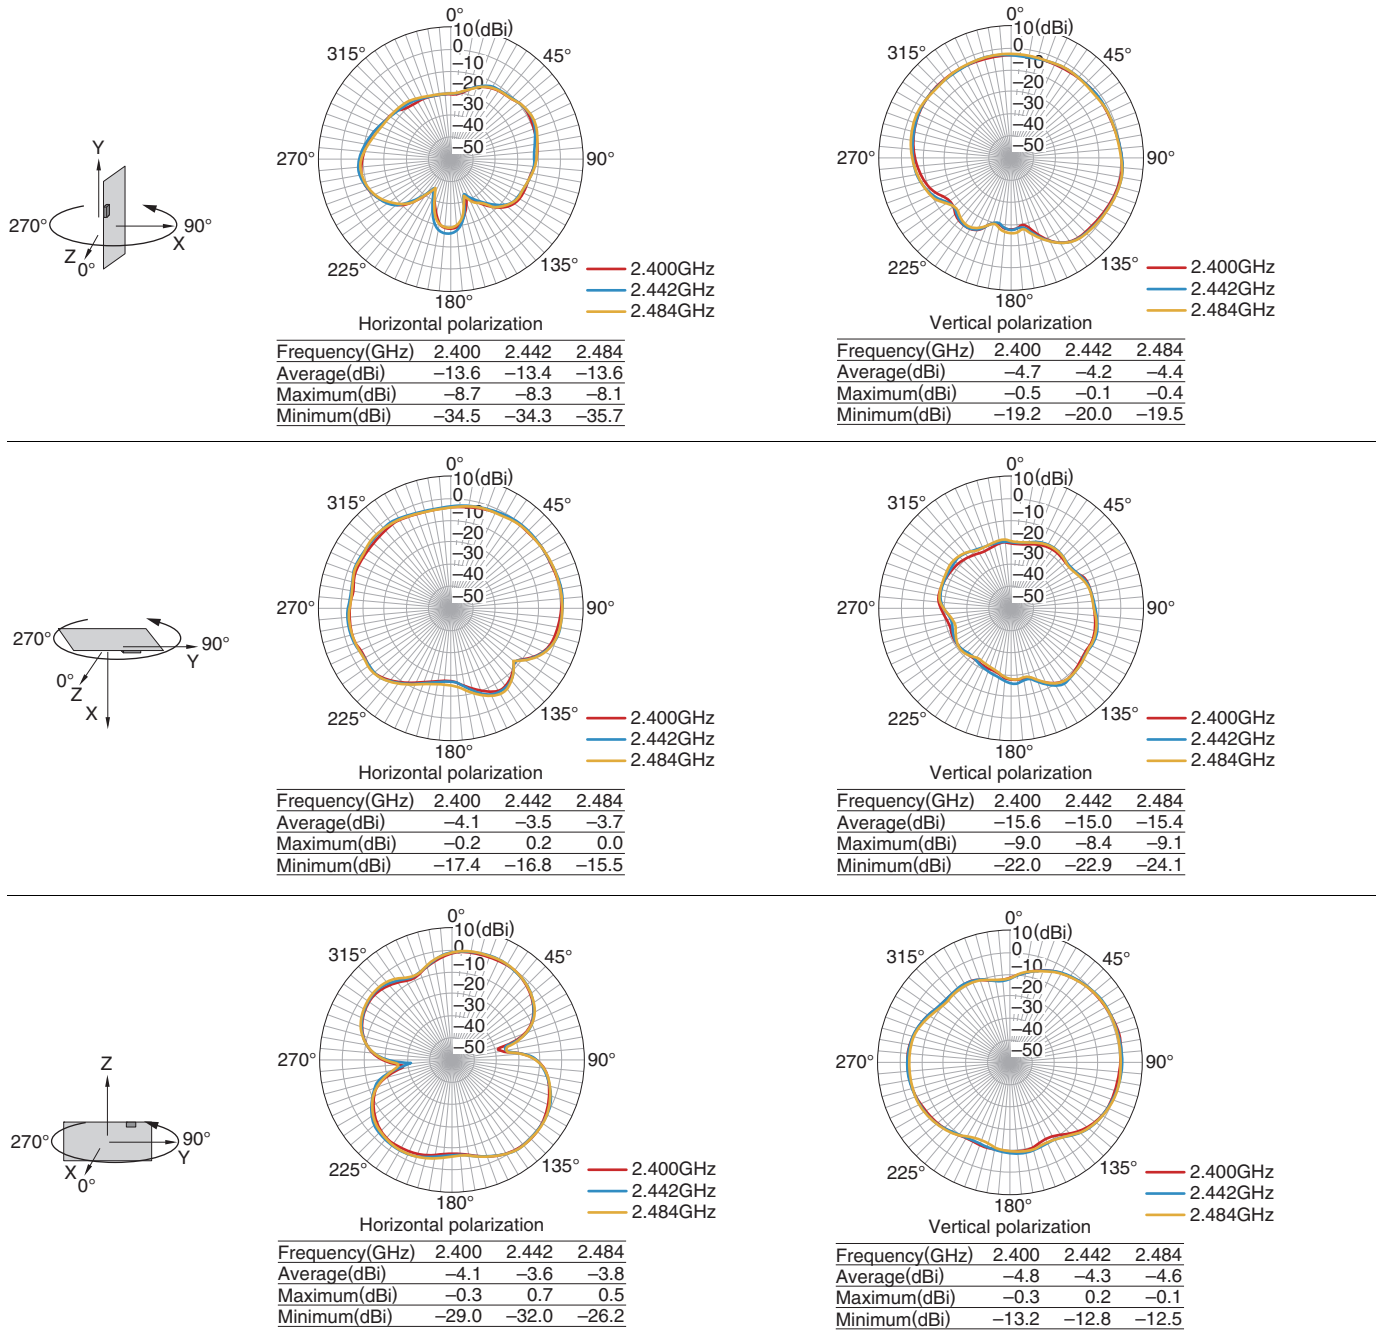 0°
10(dBi)
315°
0
45°
–10
–20
–30
–40
–50
270°
90°
225°
135°
180°
2.400GHz
2.442GHz
2.484GHz
Horizontal polarization
Frequency(GHz) 2.400 2.442 2.484
Average(dBi) –13.6 –13.4 –13.6
Maximum(dBi) –8.7 –8.3 –8.1
Minimum(dBi) –34.5 –34.3 –35.7
Y
270°
90°
X
Z
0°
0°
10(dBi)
315°
0
45°
–10
–20
–30
–40
–50
270°
90°
225°
135°
180°
2.400GHz
2.442GHz
2.484GHz
Vertical polarization
Frequency(GHz) 2.400 2.442 2.484
Average(dBi) –4.7 –4.2 –4.4
Maximum(dBi) –0.5 –0.1 –0.4
Minimum(dBi) –19.2 –20.0 –19.5
270°
90°
Y
0°
Z
X
0°
10(dBi)
315°
0
45°
–10
–20
–30
–40
–50
270°
90°
225°
135°
180°
2.400GHz
2.442GHz
2.484GHz
Horizontal polarization
Frequency(GHz) 2.400 2.442 2.484
Average(dBi) –4.1 –3.5 –3.7
Maximum(dBi) –0.2 0.2 0.0
Minimum(dBi) –17.4 –16.8 –15.5
0°
10(dBi)
315°
0
45°
–10
–20
–30
–40
–50
270°
90°
225°
135°
180°
2.400GHz
2.442GHz
2.484GHz
Vertical polarization
Frequency(GHz) 2.400 2.442 2.484
Average(dBi) –15.6 –15.0 –15.4
Maximum(dBi) –9.0 –8.4 –9.1
Minimum(dBi) –22.0 –22.9 –24.1
Z
270°
90°
Y
X
0°
0°
10(dBi)
315°
0
45°
–10
–20
–30
–40
–50
270°
90°
225°
135°
180°
2.400GHz
2.442GHz
2.484GHz
Horizontal polarization
Frequency(GHz) 2.400 2.442 2.484
Average(dBi) –4.1 –3.6 –3.8
Maximum(dBi) –0.3 0.7 0.5
Minimum(dBi) –29.0 –32.0 –26.2
0°
10(dBi)
315°
0
45°
–10
–20
–30
–40
–50
270°
90°
225°
135°
180°
2.400GHz
2.442GHz
2.484GHz
Vertical polarization
Frequency(GHz) 2.400 2.442 2.484
Average(dBi) –4.8 –4.3 –4.6
Maximum(dBi) –0.3 0.2 –0.1
Minimum(dBi) –13.2 –12.8 –12.5